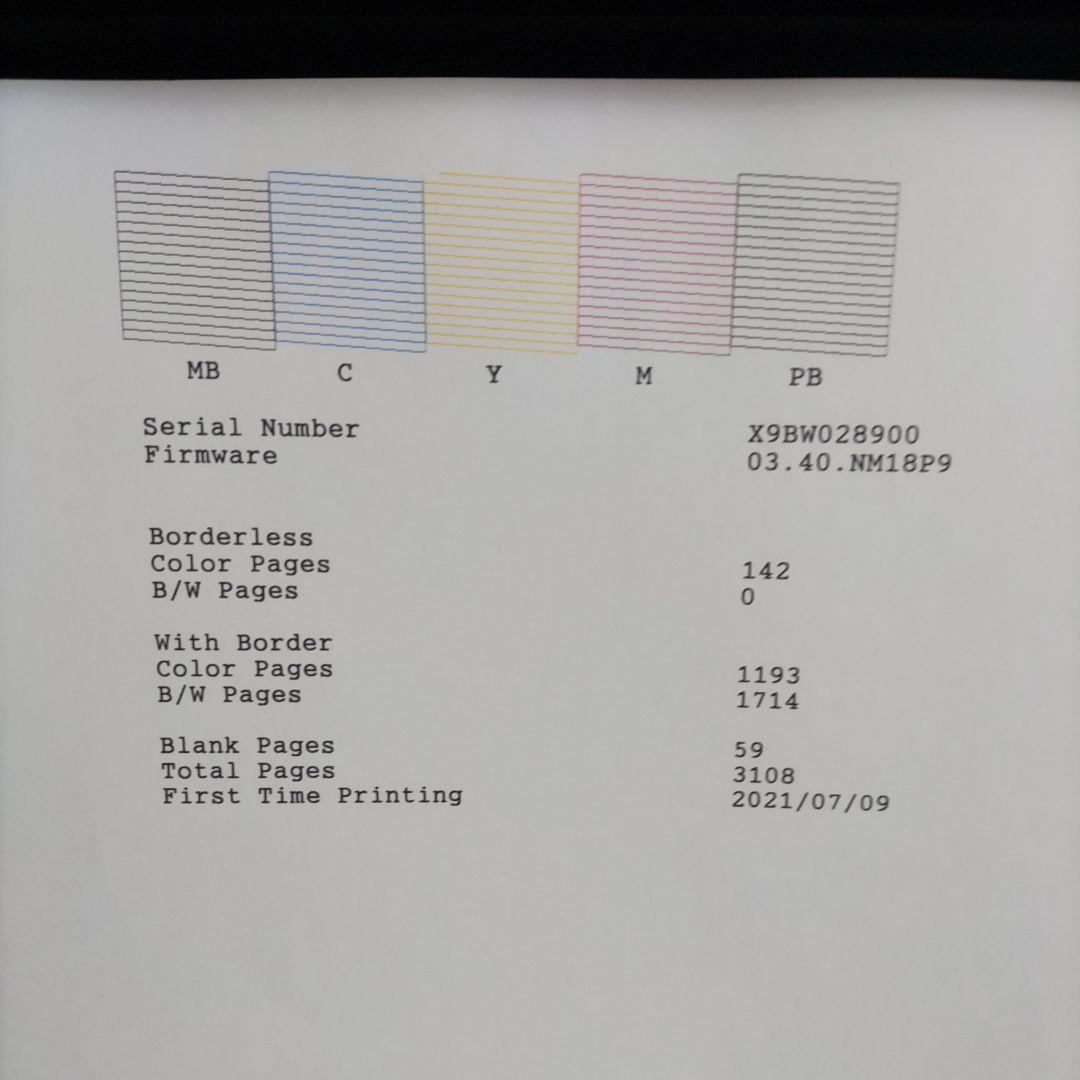 MB C Y M PB
Serial Number X9BW028900
Firmware 03.40.NM18P9
Borderless
Color Pages 142
B/W Pages 0
With Border
Color Pages 1193
B/W Pages 1714
Blank Pages 59
Total Pages 3108
First Time Printing 2021/07/09